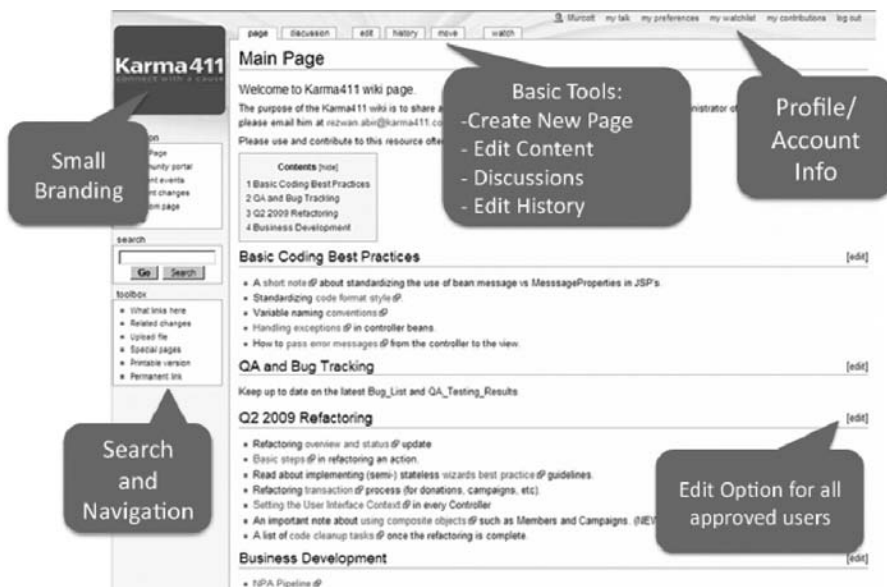 lifurcott my talk my preferences my watchlist my contributions log out
page discussion edit history move watch
Karma411
connect with a cause
Main Page
Welcome to Karma411 wiki page.
The purpose of the Karma411 wiki is to share a
please email him at rezwan.abir@karma411.co
Please use and contribute to this resource ofte
Basic Tools:
-Create New Page
- Edit Content
- Discussions
- Edit History
Profile/
Account
Info
Small
Branding
Contents [hide]
1 Basic Coding Best Practices
2 QA and Bug Tracking
3 Q2 2009 Refactoring
4 Business Development
search
Go Search
toolbox
What links here
Related changes
Upload file
Special pages
Printable version
Permanent link
Search
and
Navigation
Basic Coding Best Practices [edit]
A short note about standardizing the use of bean message vs MesssageProperties in JSP's
Standardizing code format style.
Variable naming conventions
Handling exceptions in controller beans.
How to pass error messages from the controller to the view.
QA and Bug Tracking [edit]
Keep up to date on the latest Bug_List and QA_Testing_Results
Q2 2009 Refactoring [edit]
Refactoring overview and status update
Basic steps in refactoring an action.
Read about implementing (semi-) stateless wizards best practice guidelines.
Refactoring transaction process (for donations, campaigns, etc).
Setting the User Interface Context in every Controller
An important note about using composite objects such as Members and Campaigns. (NEW
A list of code cleanup tasks once the refactoring is complete.
Edit Option for all
approved users
Business Development
NPA Pipeline